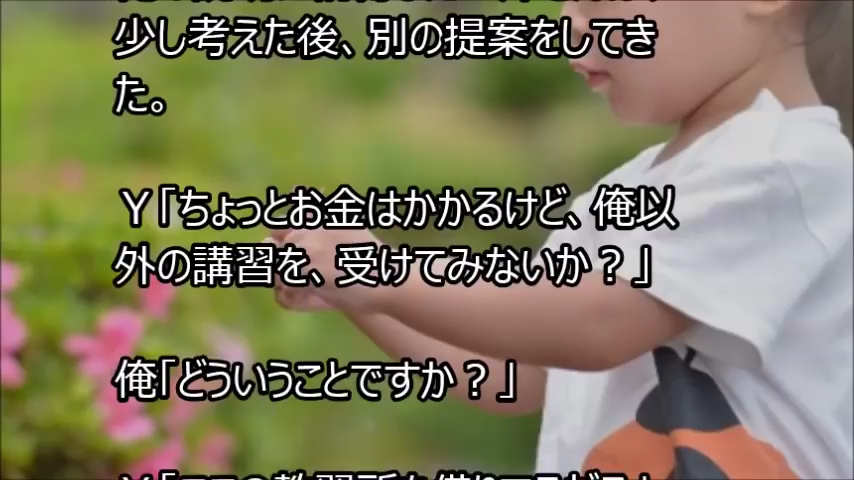 少し考えた後、別の提案をしてき
た。
Y「ちょっとお金はかかるけど、俺以
外の講習を、受けてみないか？」
俺「どういうことですか？」